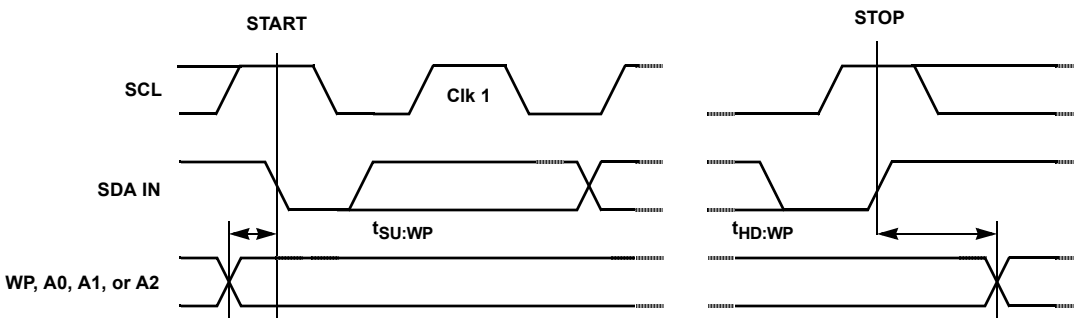 START
STOP
SCL
Clk 1
SDA IN
tSU:WP
tHD:WP
WP, A0, A1, or A2